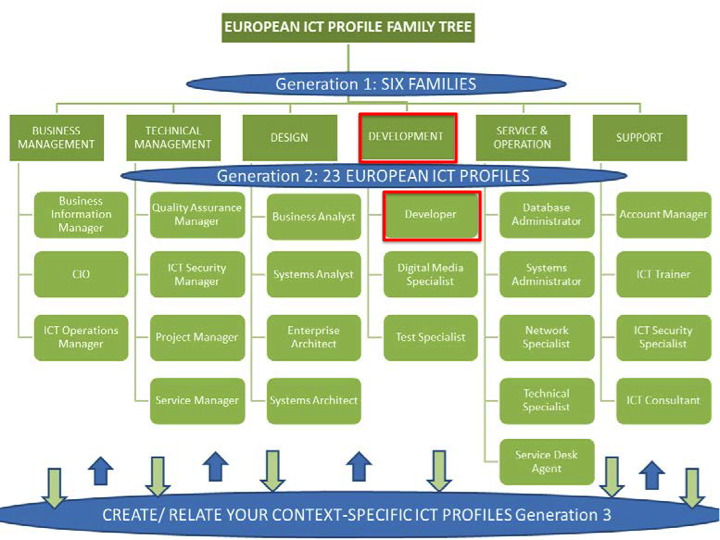 EUROPEAN ICT PROFILE FAMILY TREE
Generation 1: SIX FAMILIES
BUSINESS
MANAGEMENT
TECHNICAL
MANAGEMENT
DESIGN
DEVELOPMENT
SERVICE &
OPERATION
SUPPORT
Generation 2: 23 EUROPEAN ICT PROFILES
Business
Information
Manager
CIO
ICT Operations
Manager
Quality Assurance
Manager
ICT Security
Manager
Project Manager
Service Manager
Business Analyst
Systems Analyst
Enterprise
Architect
Systems Architect
Developer
Digital Media
Specialist
Test Specialist
Database
Administrator
Systems
Administrator
Network
Specialist
Technical
Specialist
Service Desk
Agent
Account Manager
ICT Trainer
ICT Security
Specialist
ICT Consultant
CREATE/ RELATE YOUR CONTEXT-SPECIFIC ICT PROFILES Generation 3